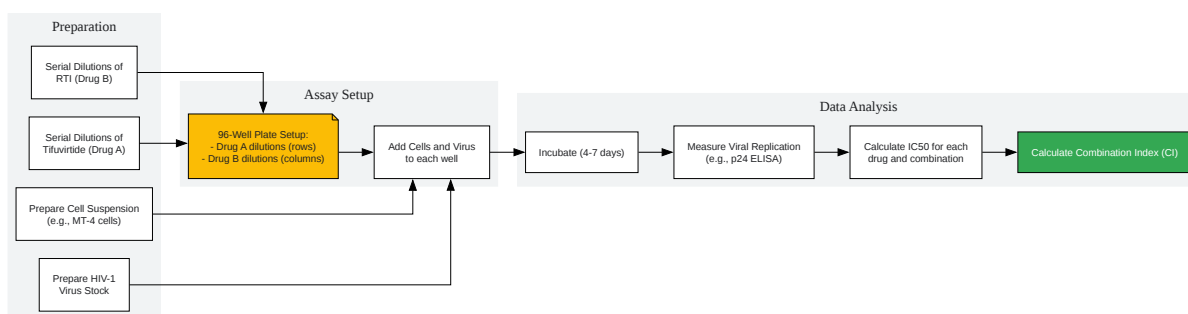 Preparation
Serial Dilutions of
RTI (Drug B)
Serial Dilutions of
Tifuvirtide (Drug A)
Prepare Cell Suspension
(e.g., MT-4 cells)
Prepare HIV-1
Virus Stock
Assay Setup
96-Well Plate Setup:
- Drug A dilutions (rows)
- Drug B dilutions (columns)
Add Cells and Virus
to each well
Data Analysis
Incubate (4-7 days)
Measure Viral Replication
(e.g., p24 ELISA)
Calculate IC50 for each
drug and combination
Calculate Combination Index (CI)